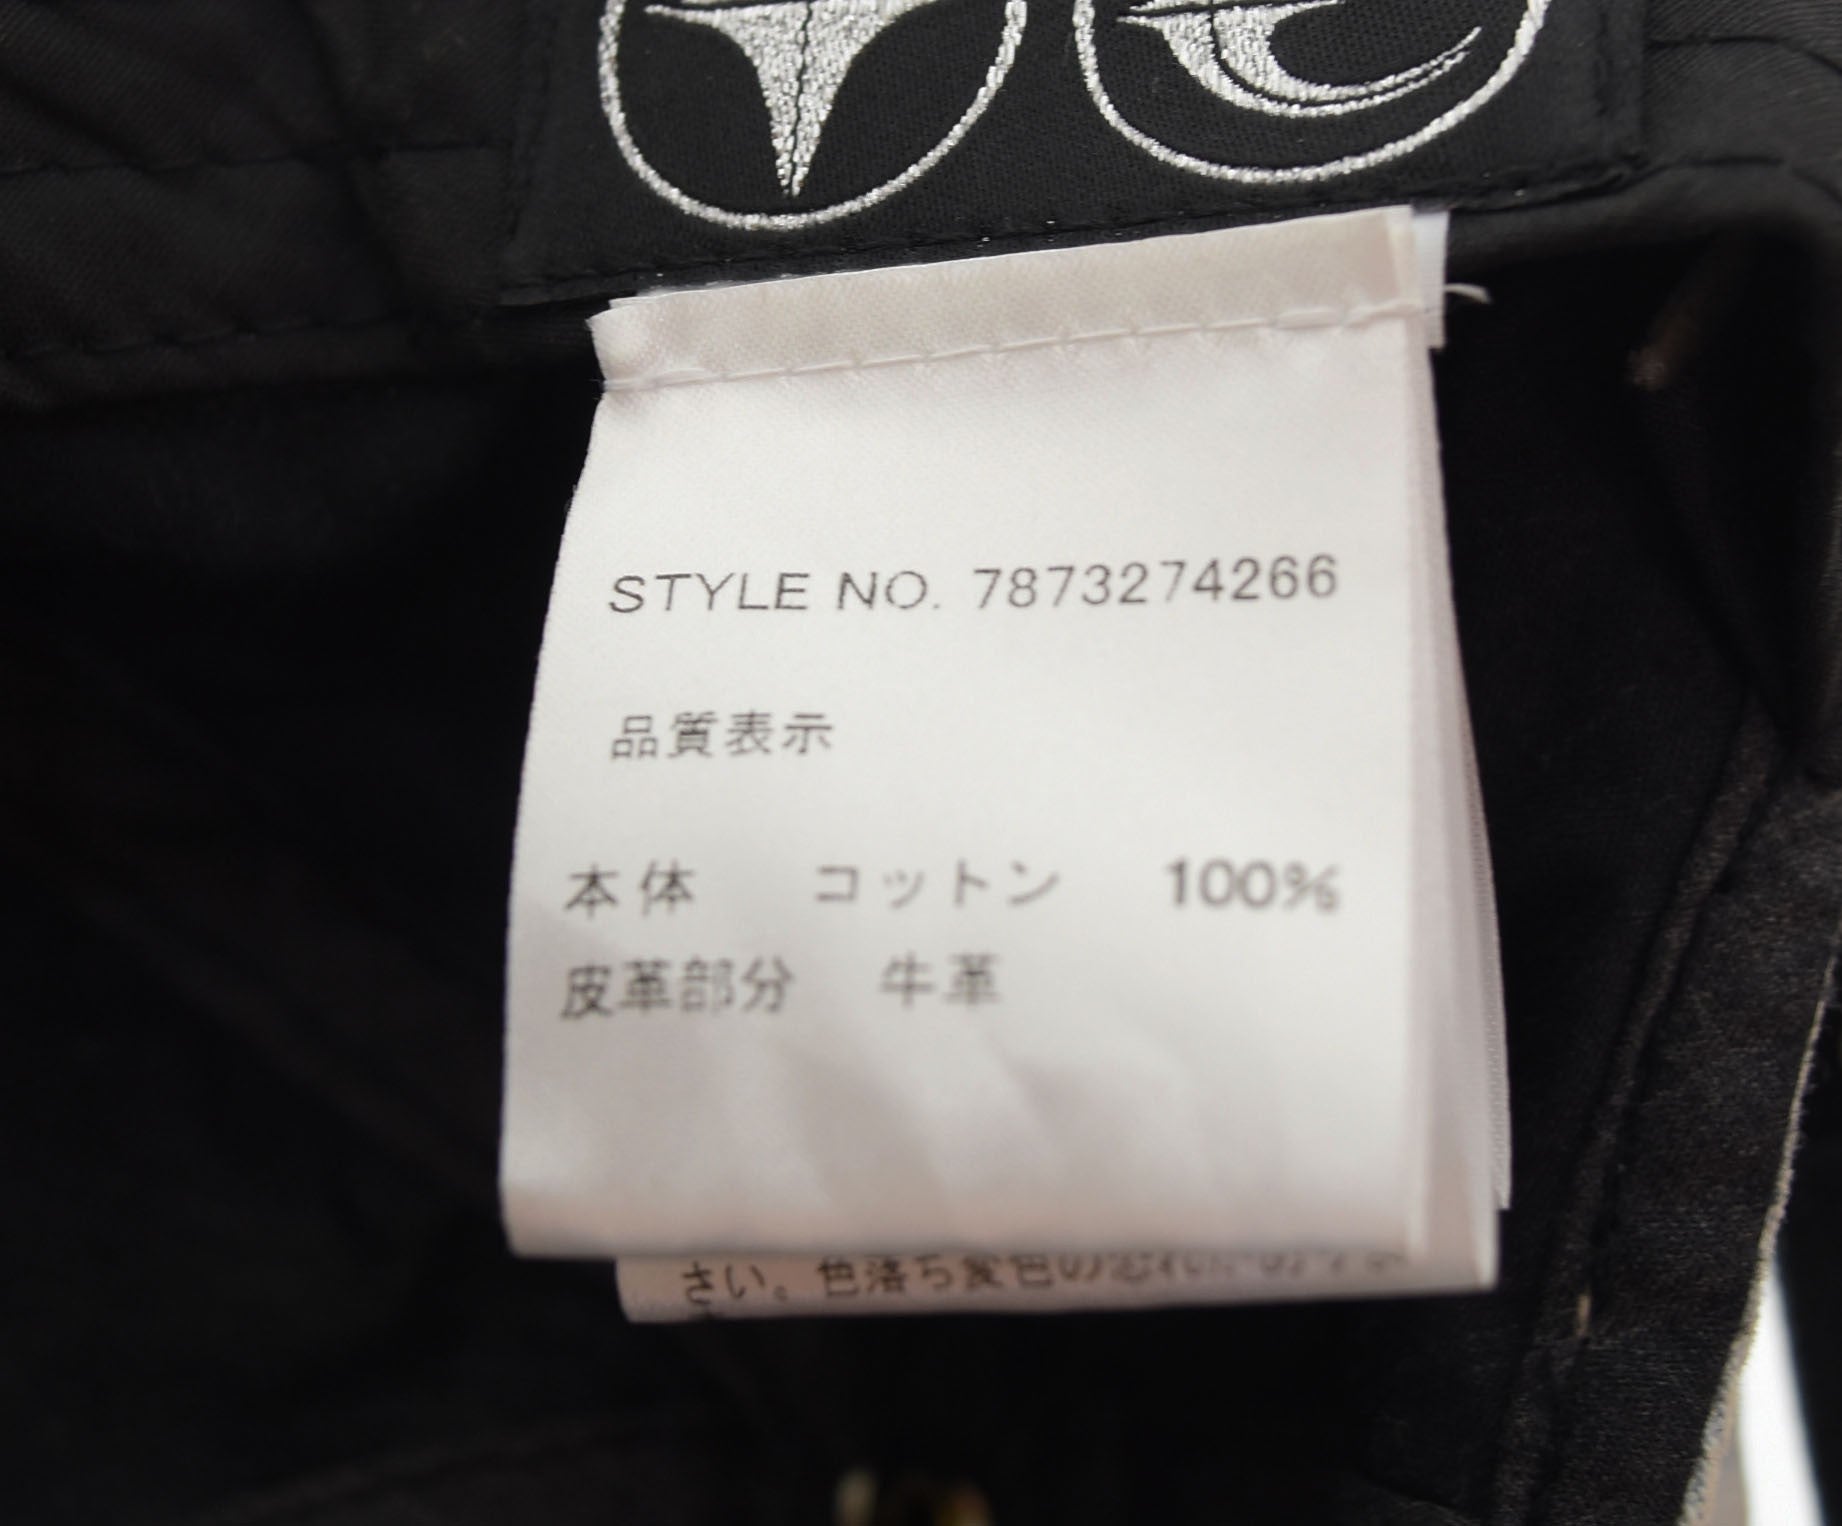 STYLE NO. 7873274266
品質表示
本体 コットン 100%
皮革部分 牛革
さい。色落ち変色の